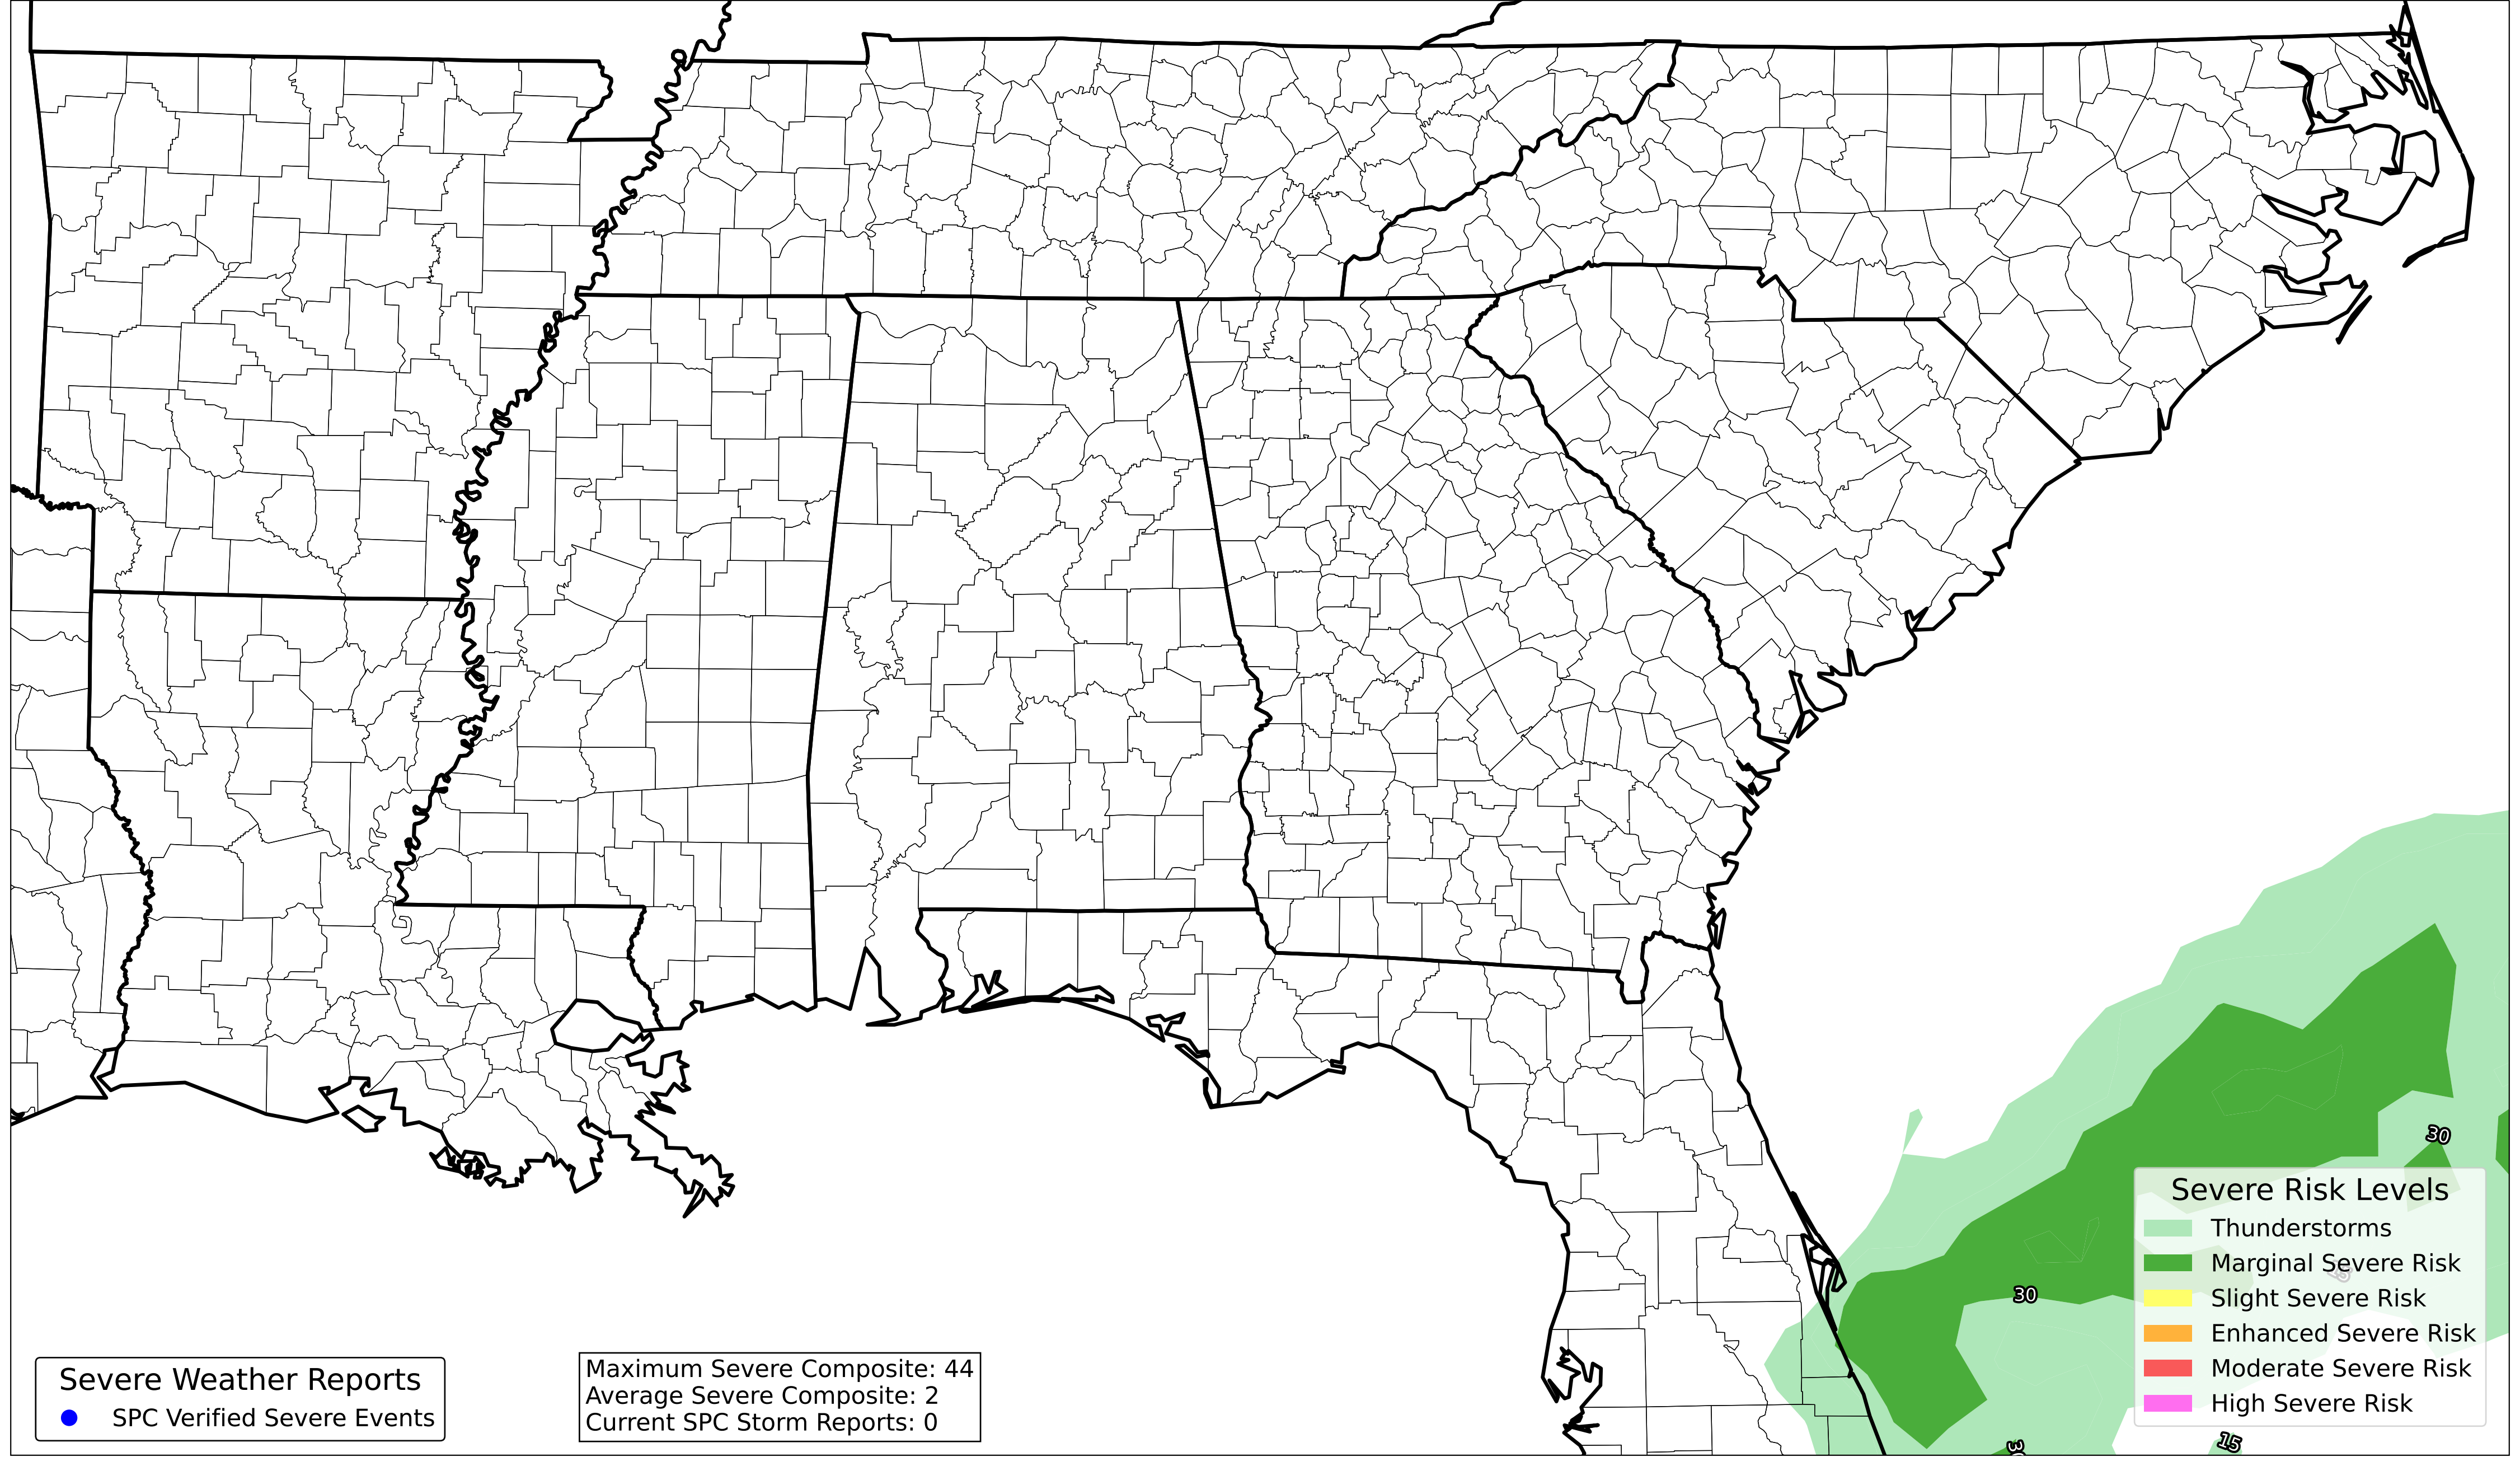 30
30
Severe Risk Levels
Thunderstorms
Marginal Severe Risk
Slight Severe Risk
Enhanced Severe Risk
Moderate Severe Risk
High Severe Risk
Severe Weather Reports
SPC Verified Severe Events
Maximum Severe Composite: 44
Average Severe Composite: 2
Current SPC Storm Reports: 0
15